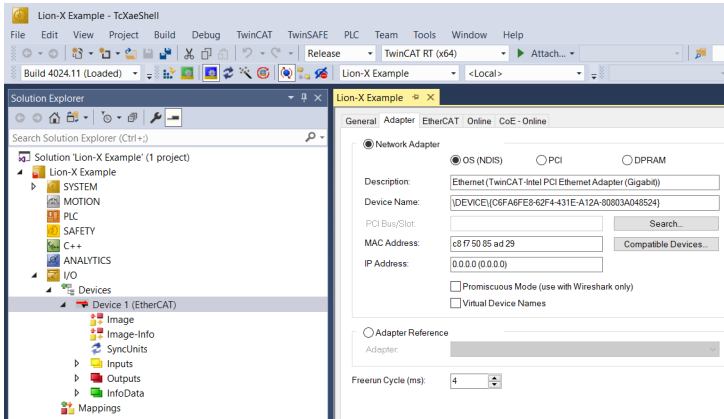 Lion-X Example - TcXaeShell
File Edit View Project Build Debug TwinCAT TwinSAFE PLC Team Tools Window Help
Release TwinCAT RT (x64) Attach...
Build 4024.11 (Loaded) Lion-X Example <Local>
Solution Explorer
Search Solution Explorer (Ctrl+;)
Solution 'Lion-X Example' (1 project)
Lion-X Example
SYSTEM
MOTION
PLC
SAFETY
C++
ANALYTICS
I/O
Devices
Device 1 (EtherCAT)
Image
Image-Info
SyncUnits
Inputs
Outputs
InfoData
Mappings
Lion-X Example
General Adapter EtherCAT Online CoE - Online
Network Adapter
OS (NDIS) PCI DPRAM
Description: Ethernet (TwinCAT-Intel PCI Ethernet Adapter (Gigabit))
Device Name: \DEVICE\{C6FA6FE8-62F4-431E-A12A-80803A048524}
PCI Bus/Slot: Search...
MAC Address: c8 f7 50 85 ad 29 Compatible Devices...
IP Address: 0.0.0.0 (0.0.0.0)
Promiscuous Mode (use with Wireshark only)
Virtual Device Names
Adapter Reference
Adapter:
Freerun Cycle (ms): 4